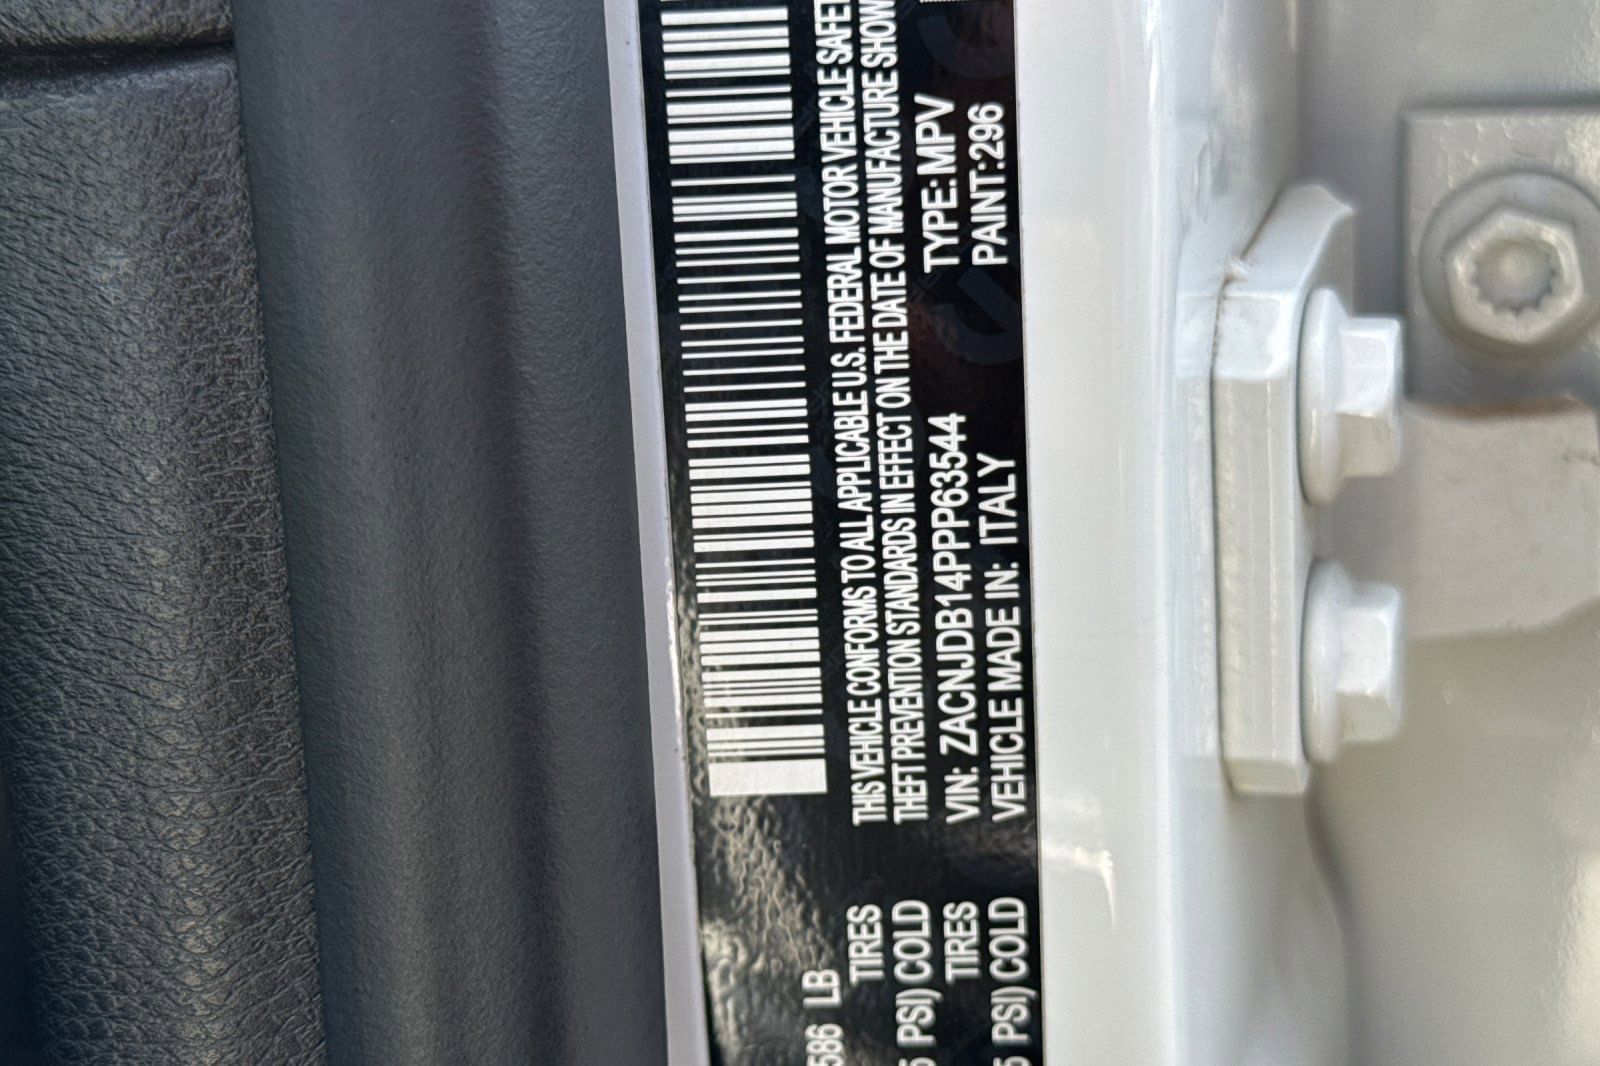 586 LB
TIRES
5 PSI) COLD
TIRES
5 PSI) COLD
THIS VEHICLE CONFORMS TO ALL APPLICABLE U.S. FEDERAL MOTOR VEHICLE SAFET
THEFT PREVENTION STANDARDS IN EFFECT ON THE DATE OF MANUFACTURE SHOW
VIN: ZACNJDB14PPP63544 TYPE: MPV
VEHICLE MADE IN: ITALY PAINT:296